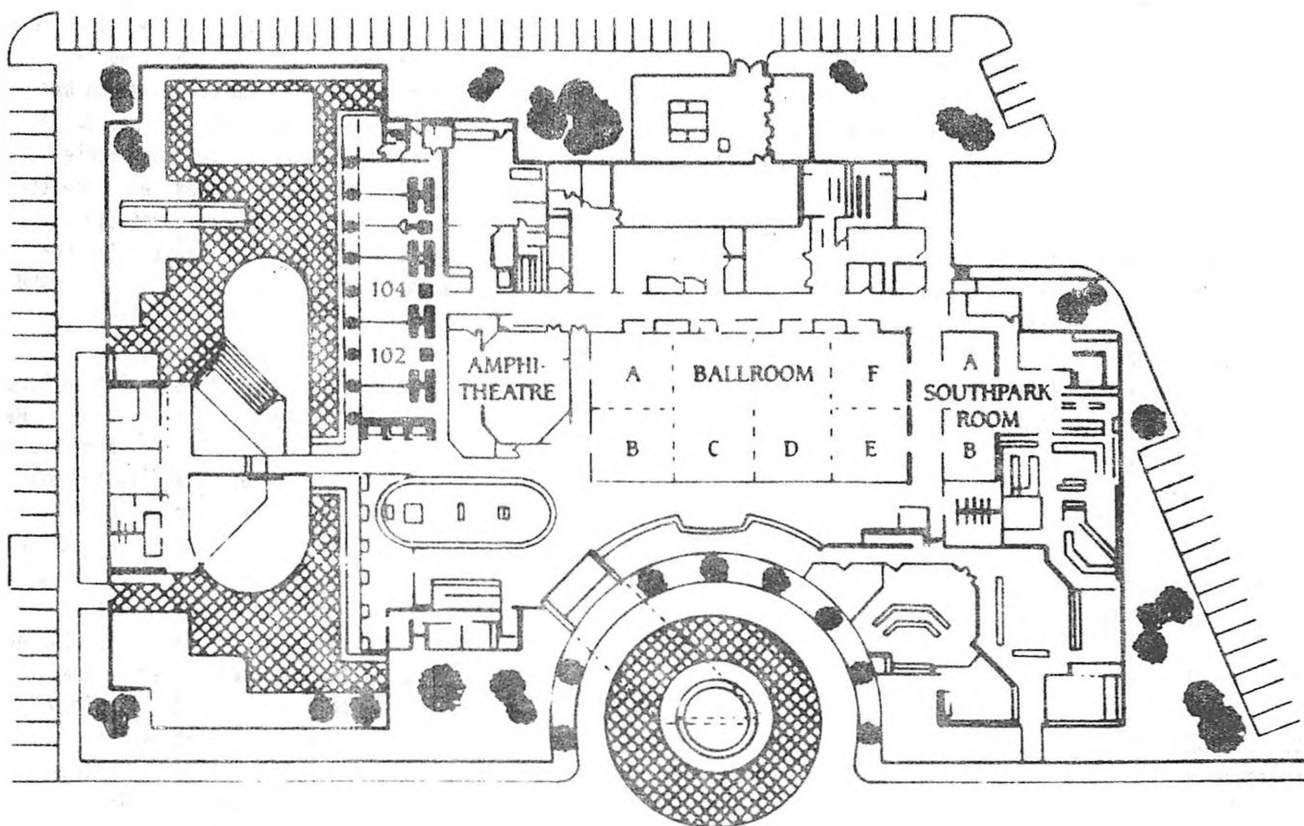 104
102
AMPHI-
THEATRE
A BALLROOM F
B C D E
A
SOUTHPARK
ROOM
B